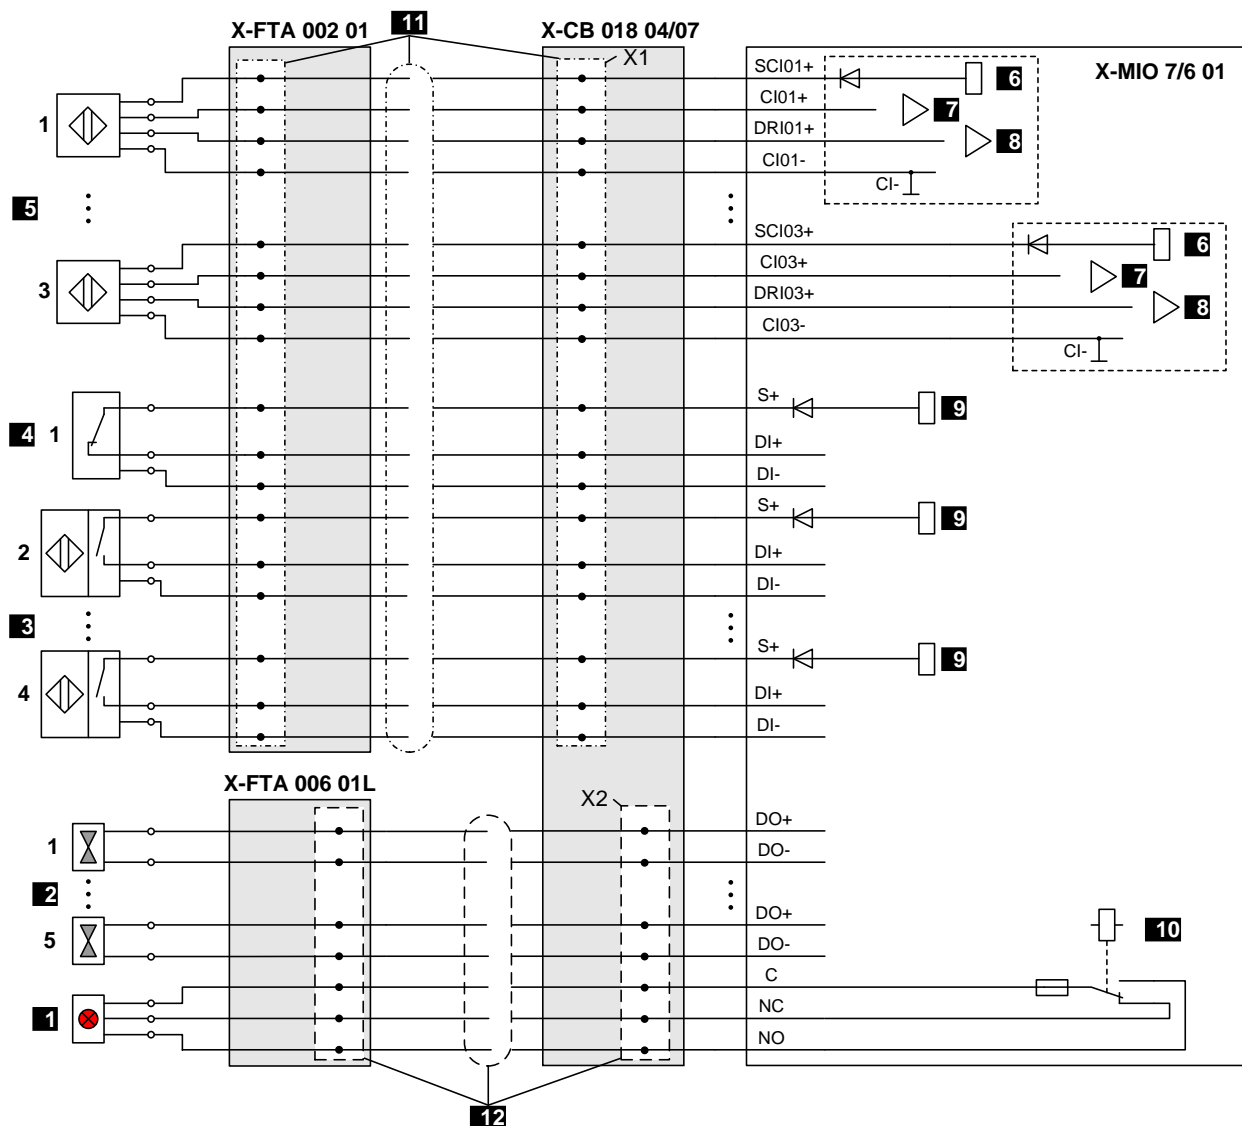 X-FTA 002 01
11
X-CB 018 04/07
X1
X-MIO 7/6 01
SCI01+
6
CI01+
7
1
DRI01+
8
CI01-
CI-
5
SCI03+
6
CI03+
7
3
DRI03+
8
CI03-
CI-
S+
9
4 1
DI+
DI-
S+
9
2
DI+
DI-
3
S+
9
4
DI+
DI-
X-FTA 006 01L
X2
DO+
1
DO-
2
DO+
5
DO-
10
C
1
NC
NO
12